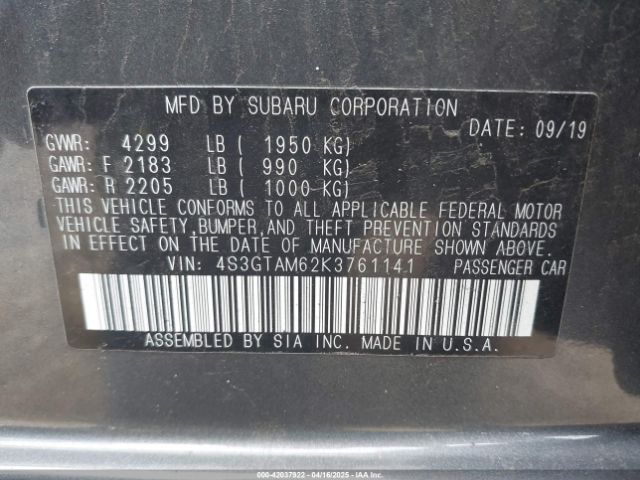 MFD BY SUBARU CORPORATION
DATE: 09/19
GVWR: 4299 LB ( 1950 KG)
GAWR: F 2183 LB ( 990 KG)
GAWR: R 2205 LB ( 1000 KG)
THIS VEHICLE CONFORMS TO ALL APPLICABLE FEDERAL MOTOR
VEHICLE SAFETY, BUMPER, AND THEFT PREVENTION STANDARDS
IN EFFECT ON THE DATE OF MANUFACTURE SHOWN ABOVE.
VIN: 4S3GTAM62K3761141 PASSENGER CAR
ASSEMBLED BY SIA INC. MADE IN U.S.A.
000-42037922 - 04/16/2025 - IAA Inc.